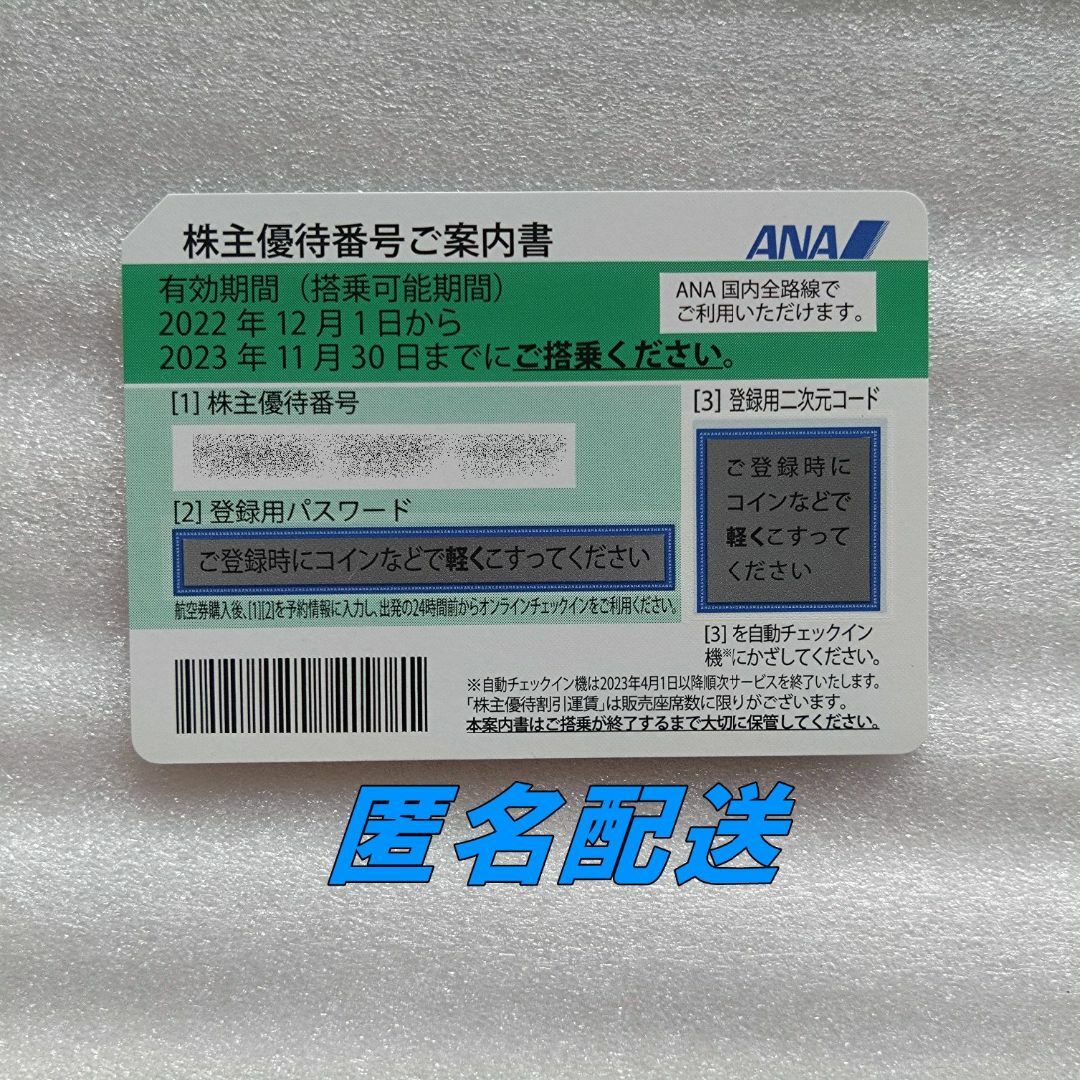 株主優待番号ご案内書
ANA
有効期間（搭乗可能期間）
2022年12月1日から
2023年11月30日までにご搭乗ください。
ANA国内全路線で
ご利用いただけます。
[1] 株主優待番号
[2] 登録用パスワード
ご登録時にコインなどで軽くこすってください
航空券購入後、[1][2]を予約情報に入力し、出発の24時間前からオンラインチェックインをご利用ください。
[3] 登録用二次元コード
ご登録時に
コインなどで
軽くこすって
ください
[3] を自動チェックイン
機※にかざしてください。
※自動チェックイン機は2023年4月1日以降順次サービスを終了いたします。
「株主優待割引運賃」は販売座席数に限りがございます。
本案内書はご搭乗が終了するまで大切に保管してください。
匿名配送